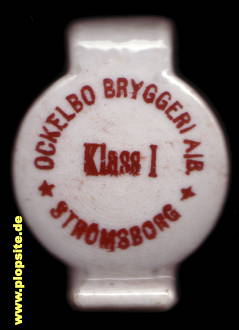 OCKELBO BRYGGERI A/B.
Klass I
★ STRÖMSBORG ★
www.plopsite.de